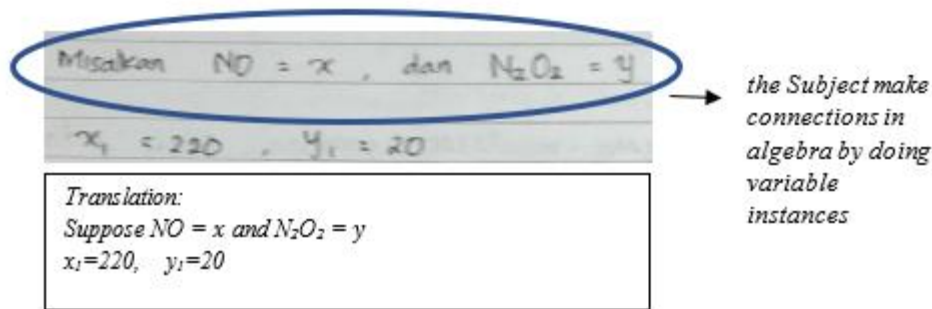 Misalkan NO = x , dan N₂O₂ = y
x₁ = 220 , y₁ = 20
the Subject make
connections in
algebra by doing
variable
instances
Translation:
Suppose NO = x and N₂O₂ = y
x₁=220, y₁=20